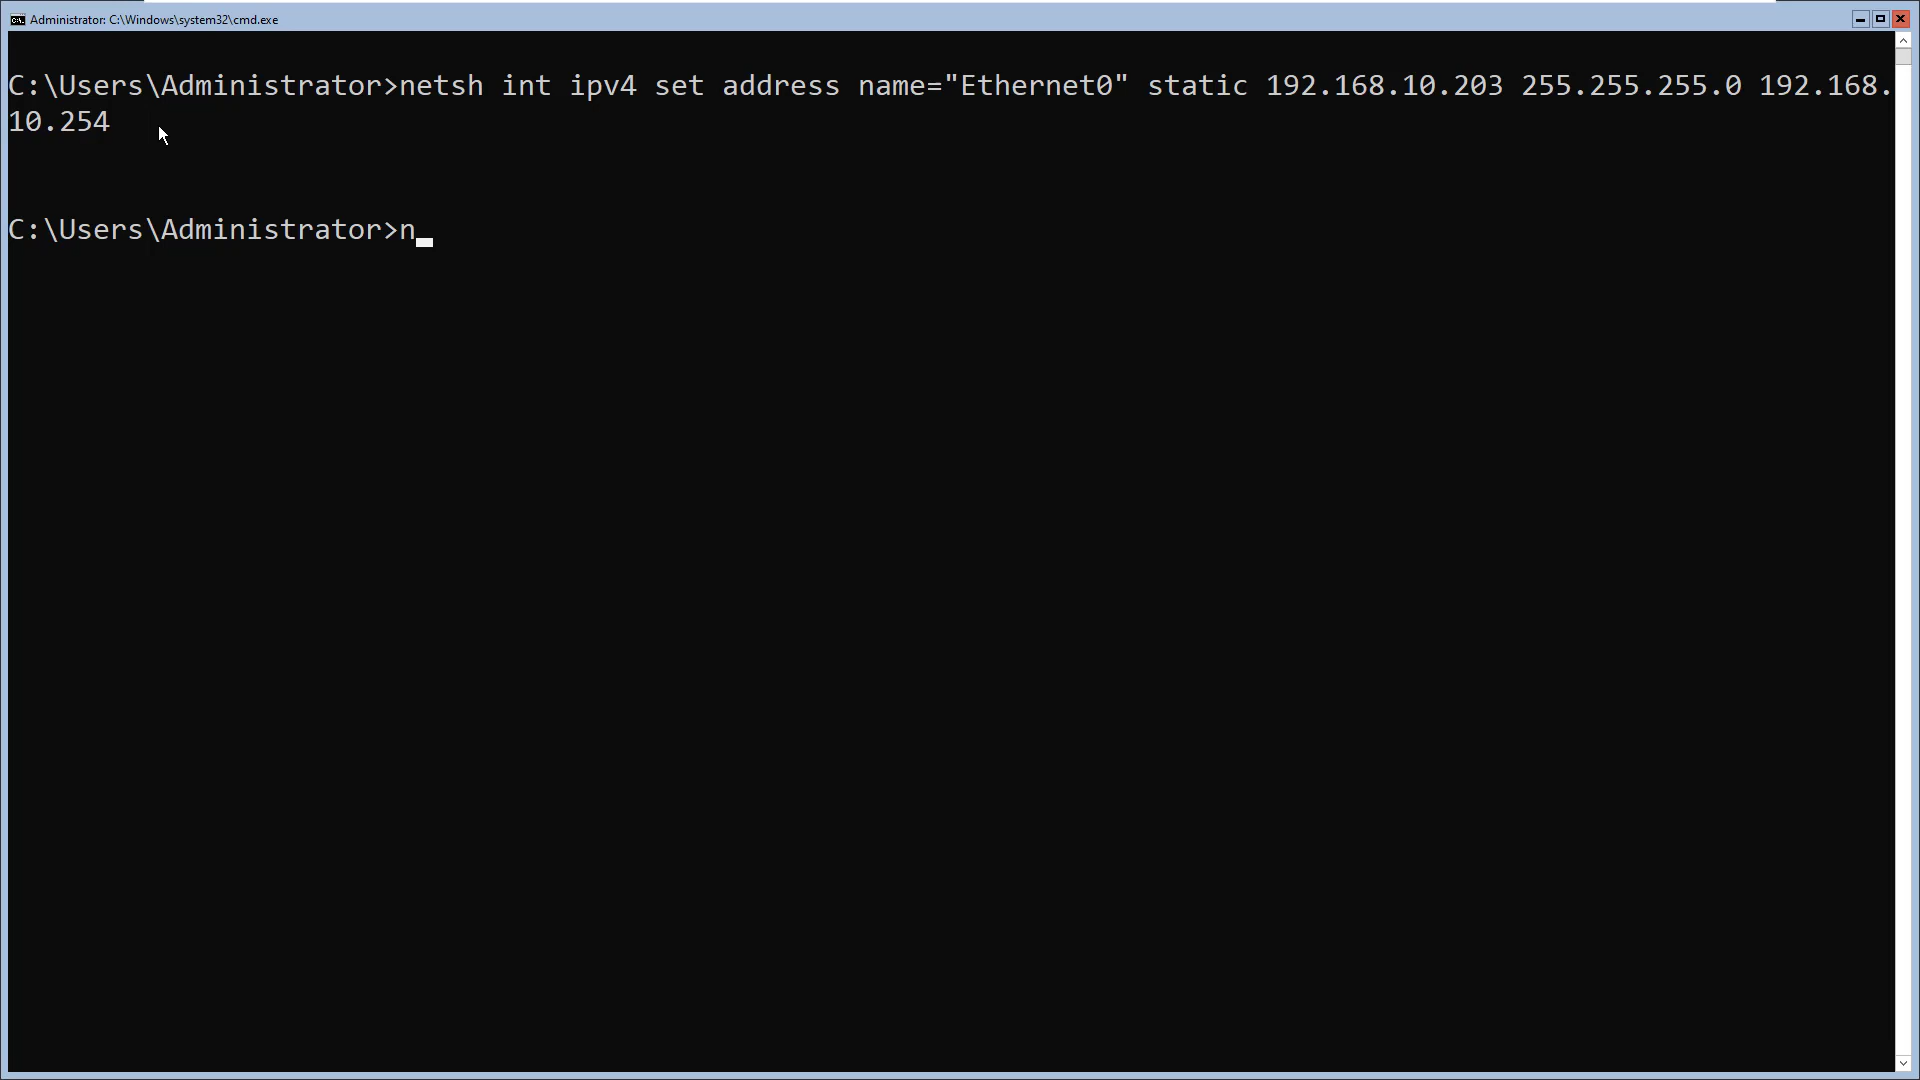 Administrator: C:\Windows\system32\cmd.exe
C:\Users\Administrator>netsh int ipv4 set address name="Ethernet0" static 192.168.10.203 255.255.255.0 192.168.
10.254
C:\Users\Administrator>n